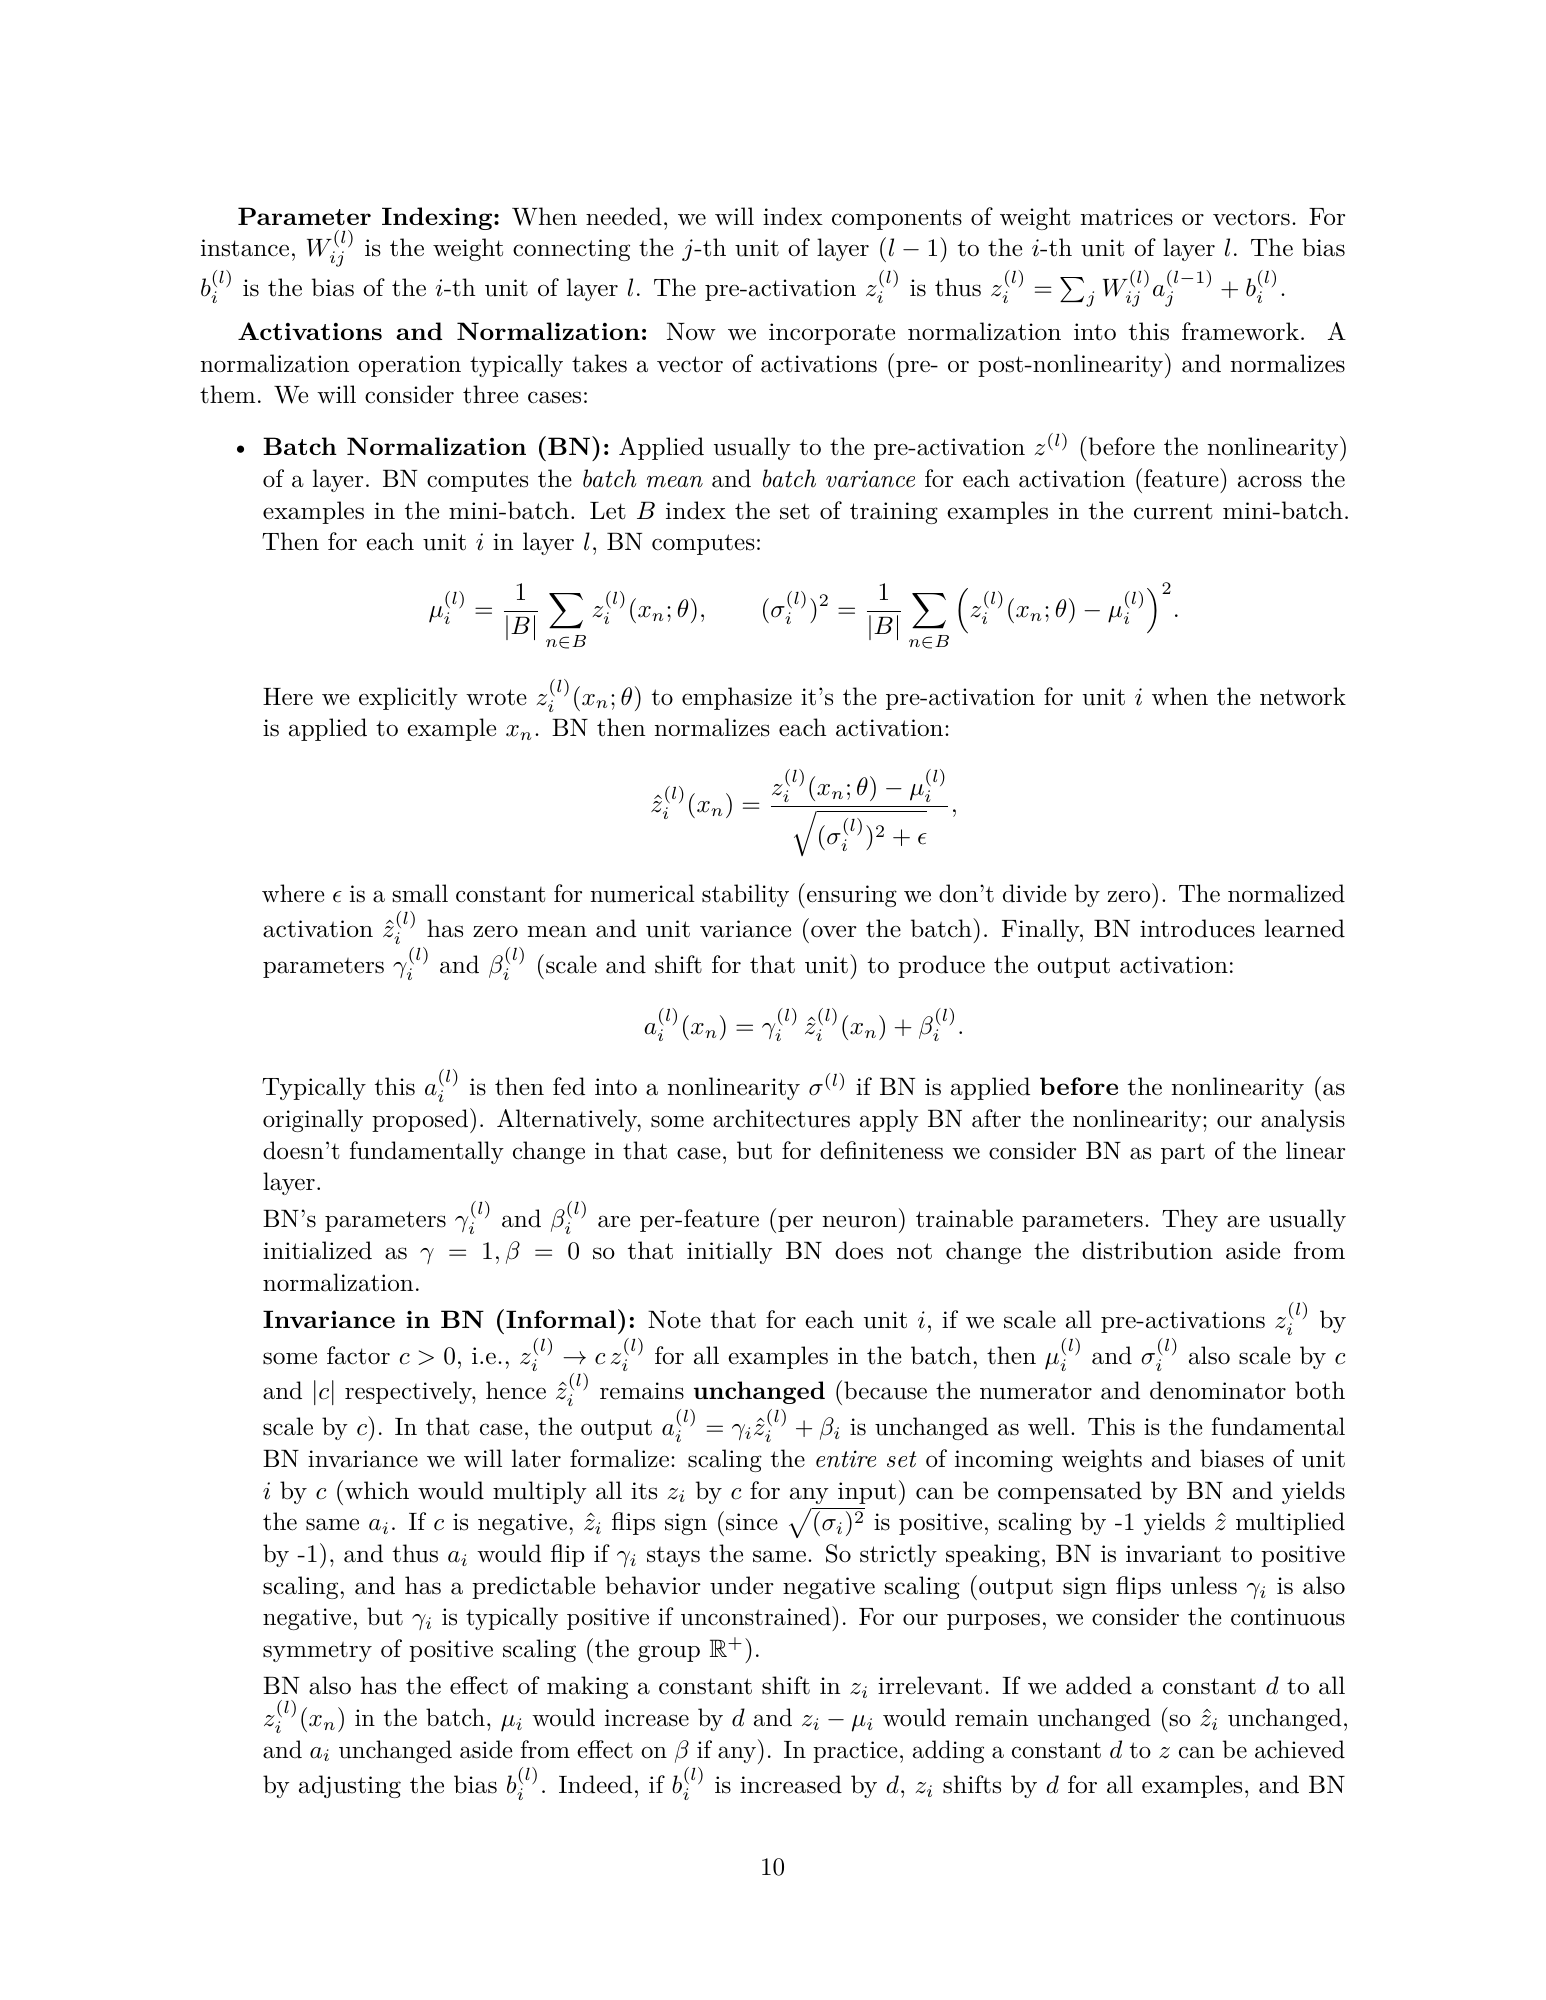 Parameter Indexing: When needed, we will index components of weight matrices or vectors. For
instance, $W_{ij}^{(l)}$ is the weight connecting the $j$-th unit of layer $(l-1)$ to the $i$-th unit of layer $l$. The bias
$b_i^{(l)}$ is the bias of the $i$-th unit of layer $l$. The pre-activation $z_i^{(l)}$ is thus $z_i^{(l)} = \sum_j W_{ij}^{(l)} a_j^{(l-1)} + b_i^{(l)}$.
Activations and Normalization: Now we incorporate normalization into this framework. A
normalization operation typically takes a vector of activations (pre- or post-nonlinearity) and normalizes
them. We will consider three cases:
• Batch Normalization (BN): Applied usually to the pre-activation $z^{(l)}$ (before the nonlinearity)
of a layer. BN computes the batch mean and batch variance for each activation (feature) across the
examples in the mini-batch. Let $B$ index the set of training examples in the current mini-batch.
Then for each unit $i$ in layer $l$, BN computes:
$\mu_i^{(l)} = \frac{1}{|B|} \sum_{n \in B} z_i^{(l)}(x_n; \theta), \qquad (\sigma_i^{(l)})^2 = \frac{1}{|B|} \sum_{n \in B} \left( z_i^{(l)}(x_n; \theta) - \mu_i^{(l)} \right)^2.$
Here we explicitly wrote $z_i^{(l)}(x_n; \theta)$ to emphasize it's the pre-activation for unit $i$ when the network
is applied to example $x_n$. BN then normalizes each activation:
$\hat{z}_i^{(l)}(x_n) = \frac{z_i^{(l)}(x_n; \theta) - \mu_i^{(l)}}{\sqrt{(\sigma_i^{(l)})^2 + \epsilon}},$
where $\epsilon$ is a small constant for numerical stability (ensuring we don't divide by zero). The normalized
activation $\hat{z}_i^{(l)}$ has zero mean and unit variance (over the batch). Finally, BN introduces learned
parameters $\gamma_i^{(l)}$ and $\beta_i^{(l)}$ (scale and shift for that unit) to produce the output activation:
$a_i^{(l)}(x_n) = \gamma_i^{(l)} \hat{z}_i^{(l)}(x_n) + \beta_i^{(l)}.$
Typically this $a_i^{(l)}$ is then fed into a nonlinearity $\sigma^{(l)}$ if BN is applied before the nonlinearity (as
originally proposed). Alternatively, some architectures apply BN after the nonlinearity; our analysis
doesn't fundamentally change in that case, but for definiteness we consider BN as part of the linear
layer.
BN's parameters $\gamma_i^{(l)}$ and $\beta_i^{(l)}$ are per-feature (per neuron) trainable parameters. They are usually
initialized as $\gamma = 1, \beta = 0$ so that initially BN does not change the distribution aside from
normalization.
Invariance in BN (Informal): Note that for each unit $i$, if we scale all pre-activations $z_i^{(l)}$ by
some factor $c > 0$, i.e., $z_i^{(l)} \to c\, z_i^{(l)}$ for all examples in the batch, then $\mu_i^{(l)}$ and $\sigma_i^{(l)}$ also scale by $c$
and $|c|$ respectively, hence $\hat{z}_i^{(l)}$ remains unchanged (because the numerator and denominator both
scale by $c$). In that case, the output $a_i^{(l)} = \gamma_i \hat{z}_i^{(l)} + \beta_i$ is unchanged as well. This is the fundamental
BN invariance we will later formalize: scaling the entire set of incoming weights and biases of unit
$i$ by $c$ (which would multiply all its $z_i$ by $c$ for any input) can be compensated by BN and yields
the same $a_i$. If $c$ is negative, $\hat{z}_i$ flips sign (since $\sqrt{(\sigma_i)^2}$ is positive, scaling by -1 yields $\hat{z}$ multiplied
by -1), and thus $a_i$ would flip if $\gamma_i$ stays the same. So strictly speaking, BN is invariant to positive
scaling, and has a predictable behavior under negative scaling (output sign flips unless $\gamma_i$ is also
negative, but $\gamma_i$ is typically positive if unconstrained). For our purposes, we consider the continuous
symmetry of positive scaling (the group $\mathbb{R}^+$).
BN also has the effect of making a constant shift in $z_i$ irrelevant. If we added a constant $d$ to all
$z_i^{(l)}(x_n)$ in the batch, $\mu_i$ would increase by $d$ and $z_i - \mu_i$ would remain unchanged (so $\hat{z}_i$ unchanged,
and $a_i$ unchanged aside from effect on $\beta$ if any). In practice, adding a constant $d$ to $z$ can be achieved
by adjusting the bias $b_i^{(l)}$. Indeed, if $b_i^{(l)}$ is increased by $d$, $z_i$ shifts by $d$ for all examples, and BN
10